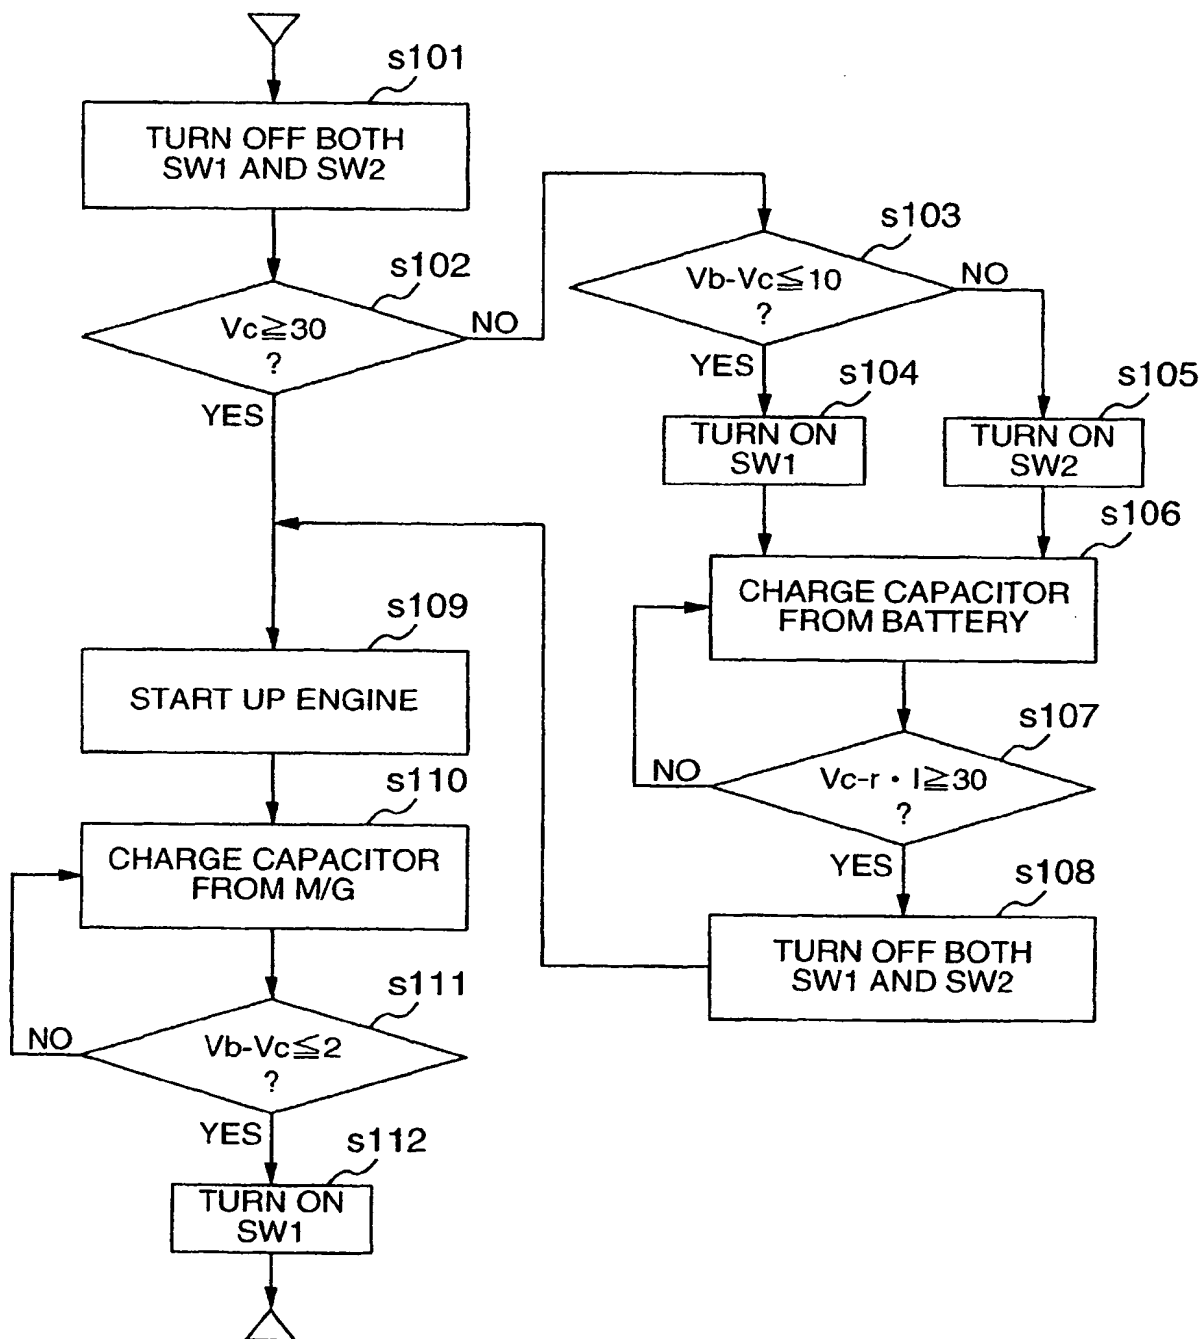 s101
TURN OFF BOTH
SW1 AND SW2
s102
Vc≧30
?
NO
YES
s103
Vb-Vc≦10
?
NO
YES
s104
TURN ON
SW1
s105
TURN ON
SW2
s106
CHARGE CAPACITOR
FROM BATTERY
s107
Vc-r・I≧30
?
NO
YES
s108
TURN OFF BOTH
SW1 AND SW2
s109
START UP ENGINE
s110
CHARGE CAPACITOR
FROM M/G
s111
Vb-Vc≦2
?
NO
YES
s112
TURN ON
SW1